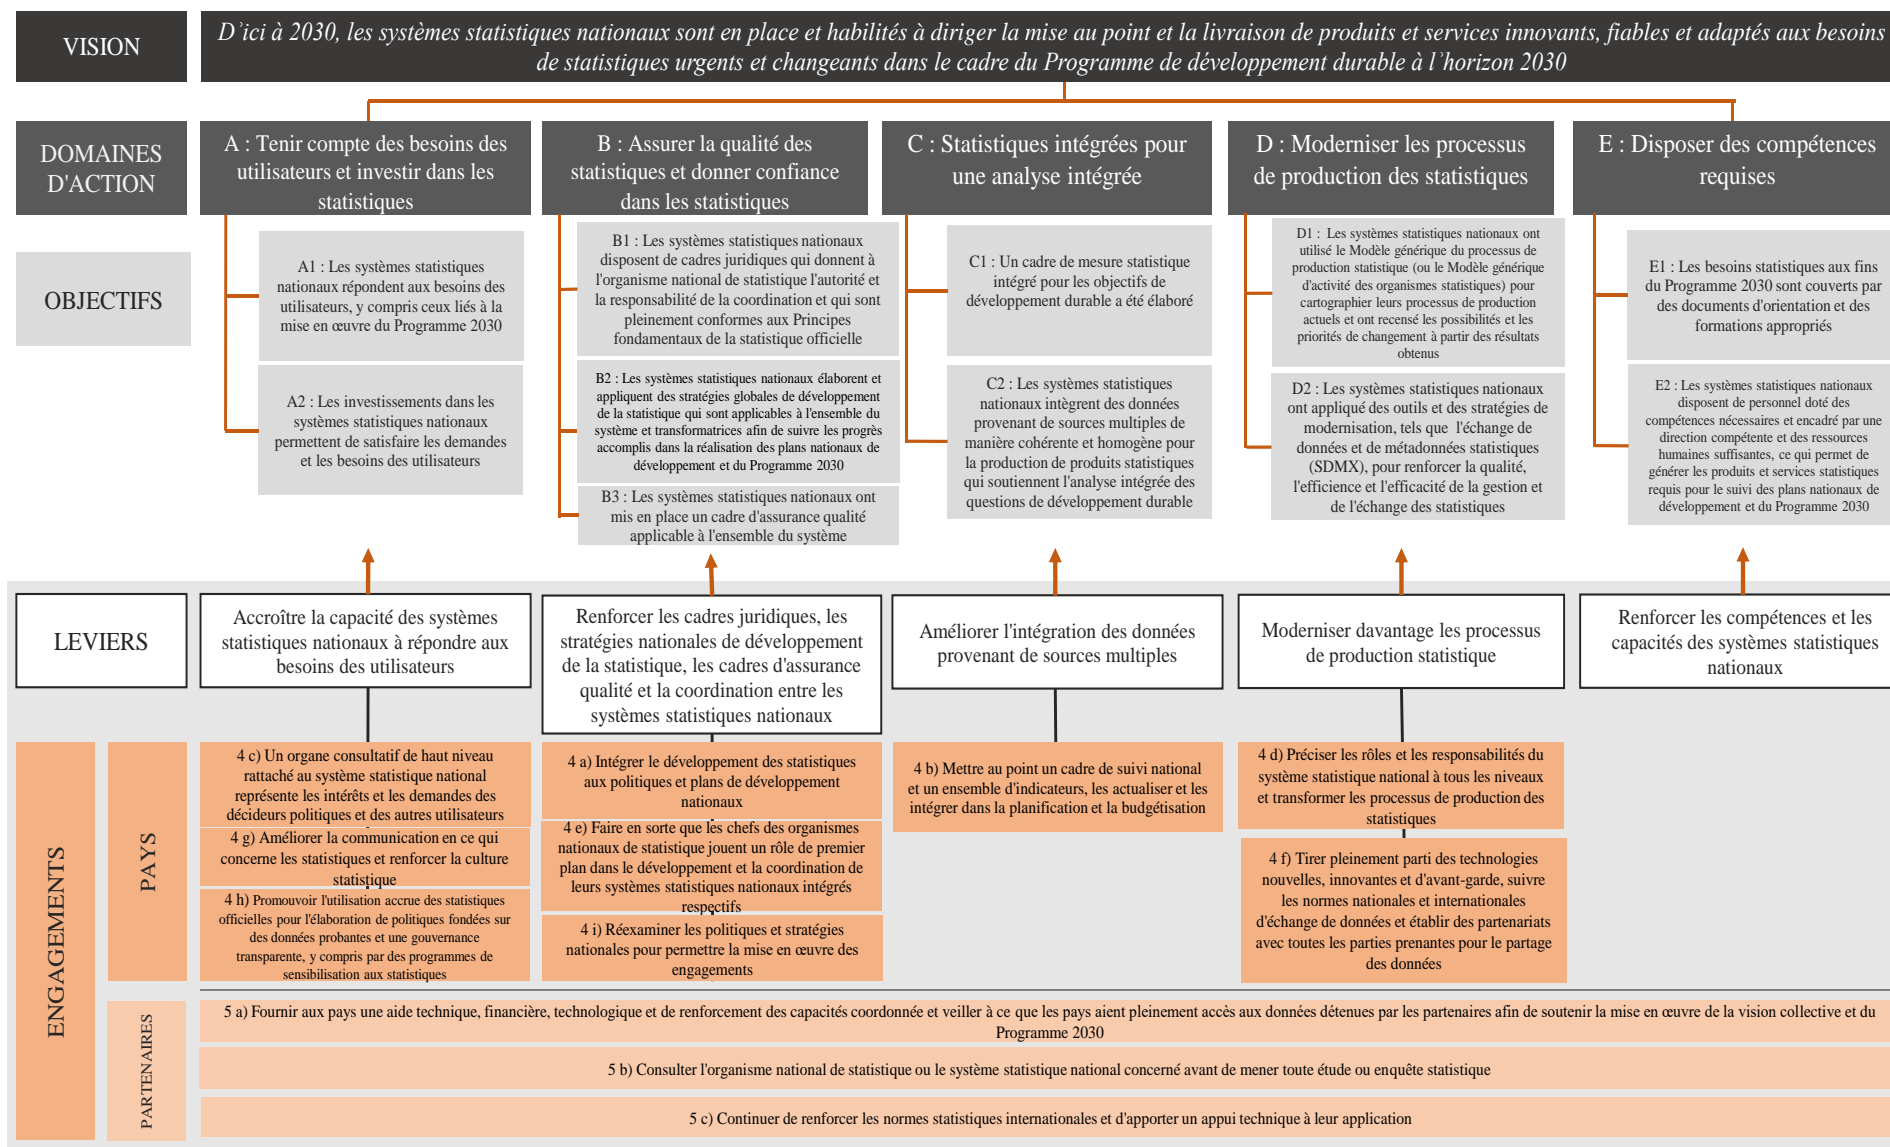 VISION
D'ici à 2030, les systèmes statistiques nationaux sont en place et habilités à diriger la mise au point et la livraison de produits et services innovants, fiables et adaptés aux besoins
de statistiques urgents et changeants dans le cadre du Programme de développement durable à l'horizon 2030
DOMAINES
D'ACTION
A : Tenir compte des besoins des
utilisateurs et investir dans les
statistiques
B : Assurer la qualité des
statistiques et donner confiance
dans les statistiques
C : Statistiques intégrées pour
une analyse intégrée
D : Moderniser les processus
de production des statistiques
E : Disposer des compétences
requises
OBJECTIFS
A1 : Les systèmes statistiques
nationaux répondent aux besoins des
utilisateurs, y compris ceux liés à la
mise en œuvre du Programme 2030
A2 : Les investissements dans les
systèmes statistiques nationaux
permettent de satisfaire les demandes
et les besoins des utilisateurs
B1 : Les systèmes statistiques nationaux
disposent de cadres juridiques qui donnent à
l'organisme national de statistique l'autorité et
la responsabilité de la coordination et qui sont
pleinement conformes aux Principes
fondamentaux de la statistique officielle
B2 : Les systèmes statistiques nationaux élaborent et
appliquent des stratégies globales de développement
de la statistique qui sont applicables à l'ensemble du
système et transformatrices afin de suivre les progrès
accomplis dans la réalisation des plans nationaux de
développement et du Programme 2030
B3 : Les systèmes statistiques nationaux ont
mis en place un cadre d'assurance qualité
applicable à l'ensemble du système
C1 : Un cadre de mesure statistique
intégré pour les objectifs de
développement durable a été élaboré
C2 : Les systèmes statistiques
nationaux intègrent des données
provenant de sources multiples de
manière cohérente et homogène pour
la production de produits statistiques
qui soutiennent l'analyse intégrée des
questions de développement durable
D1 : Les systèmes statistiques nationaux ont
utilisé le Modèle générique du processus de
production statistique (ou le Modèle générique
d'activité des organismes statistiques) pour
cartographier leurs processus de production
actuels et ont recensé les possibilités et les
priorités de changement à partir des résultats
obtenus
D2 : Les systèmes statistiques nationaux
ont appliqué des outils et des stratégies de
modernisation, tels que l'échange de
données et de métadonnées statistiques
(SDMX), pour renforcer la qualité,
l'efficience et l'efficacité de la gestion et
de l'échange des statistiques
E1 : Les besoins statistiques aux fins
du Programme 2030 sont couverts par
des documents d'orientation et des
formations appropriés
E2 : Les systèmes statistiques nationaux
disposent de personnel doté des
compétences nécessaires et encadré par une
direction compétente et des ressources
humaines suffisantes, ce qui permet de
générer les produits et services statistiques
requis pour le suivi des plans nationaux de
développement et du Programme 2030
LEVIERS
Accroître la capacité des systèmes
statistiques nationaux à répondre aux
besoins des utilisateurs
Renforcer les cadres juridiques, les
stratégies nationales de développement
de la statistique, les cadres d'assurance
qualité et la coordination entre les
systèmes statistiques nationaux
Améliorer l'intégration des données
provenant de sources multiples
Moderniser davantage les processus
de production statistique
Renforcer les compétences et les
capacités des systèmes statistiques
nationaux
ENGAGEMENTS
PAYS
4 c) Un organe consultatif de haut niveau
rattaché au système statistique national
représente les intérêts et les demandes des
décideurs politiques et des autres utilisateurs
4 g) Améliorer la communication en ce qui
concerne les statistiques et renforcer la culture
statistique
4 h) Promouvoir l'utilisation accrue des statistiques
officielles pour l'élaboration de politiques fondées sur
des données probantes et une gouvernance
transparente, y compris par des programmes de
sensibilisation aux statistiques
4 a) Intégrer le développement des statistiques
aux politiques et plans de développement
nationaux
4 e) Faire en sorte que les chefs des organismes
nationaux de statistique jouent un rôle de premier
plan dans le développement et la coordination de
leurs systèmes statistiques nationaux intégrés
respectifs
4 i) Réexaminer les politiques et stratégies
nationales pour permettre la mise en œuvre des
engagements
4 b) Mettre au point un cadre de suivi national
et un ensemble d'indicateurs, les actualiser et les
intégrer dans la planification et la budgétisation
4 d) Préciser les rôles et les responsabilités du
système statistique national à tous les niveaux
et transformer les processus de production des
statistiques
4 f) Tirer pleinement parti des technologies
nouvelles, innovantes et d'avant-garde, suivre
les normes nationales et internationales
d'échange de données et établir des partenariats
avec toutes les parties prenantes pour le partage
des données
PARTENAIRES
5 a) Fournir aux pays une aide technique, financière, technologique et de renforcement des capacités coordonnée et veiller à ce que les pays aient pleinement accès aux données détenues par les partenaires afin de soutenir la mise en œuvre de la vision collective et du
Programme 2030
5 b) Consulter l'organisme national de statistique ou le système statistique national concerné avant de mener toute étude ou enquête statistique
5 c) Continuer de renforcer les normes statistiques internationales et d'apporter un appui technique à leur application